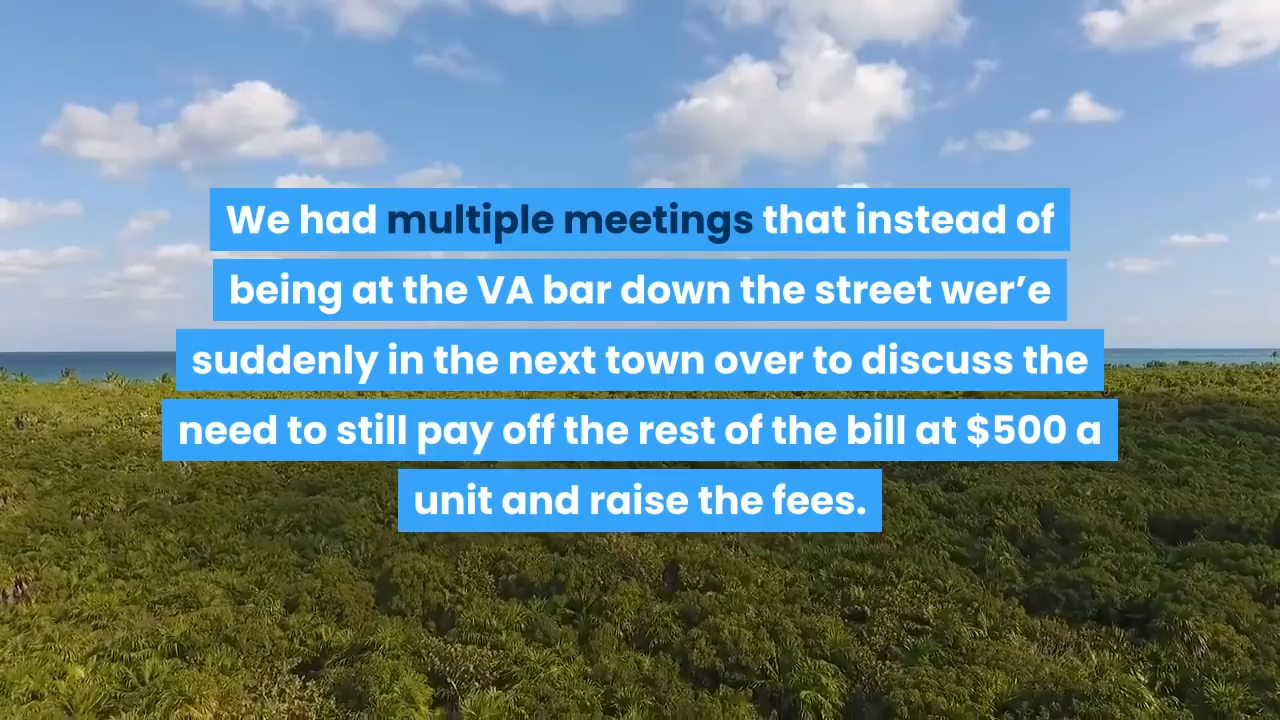 We had multiple meetings that instead of
being at the VA bar down the street wer’e
suddenly in the next town over to discuss the
need to still pay off the rest of the bill at $500 a
unit and raise the fees.